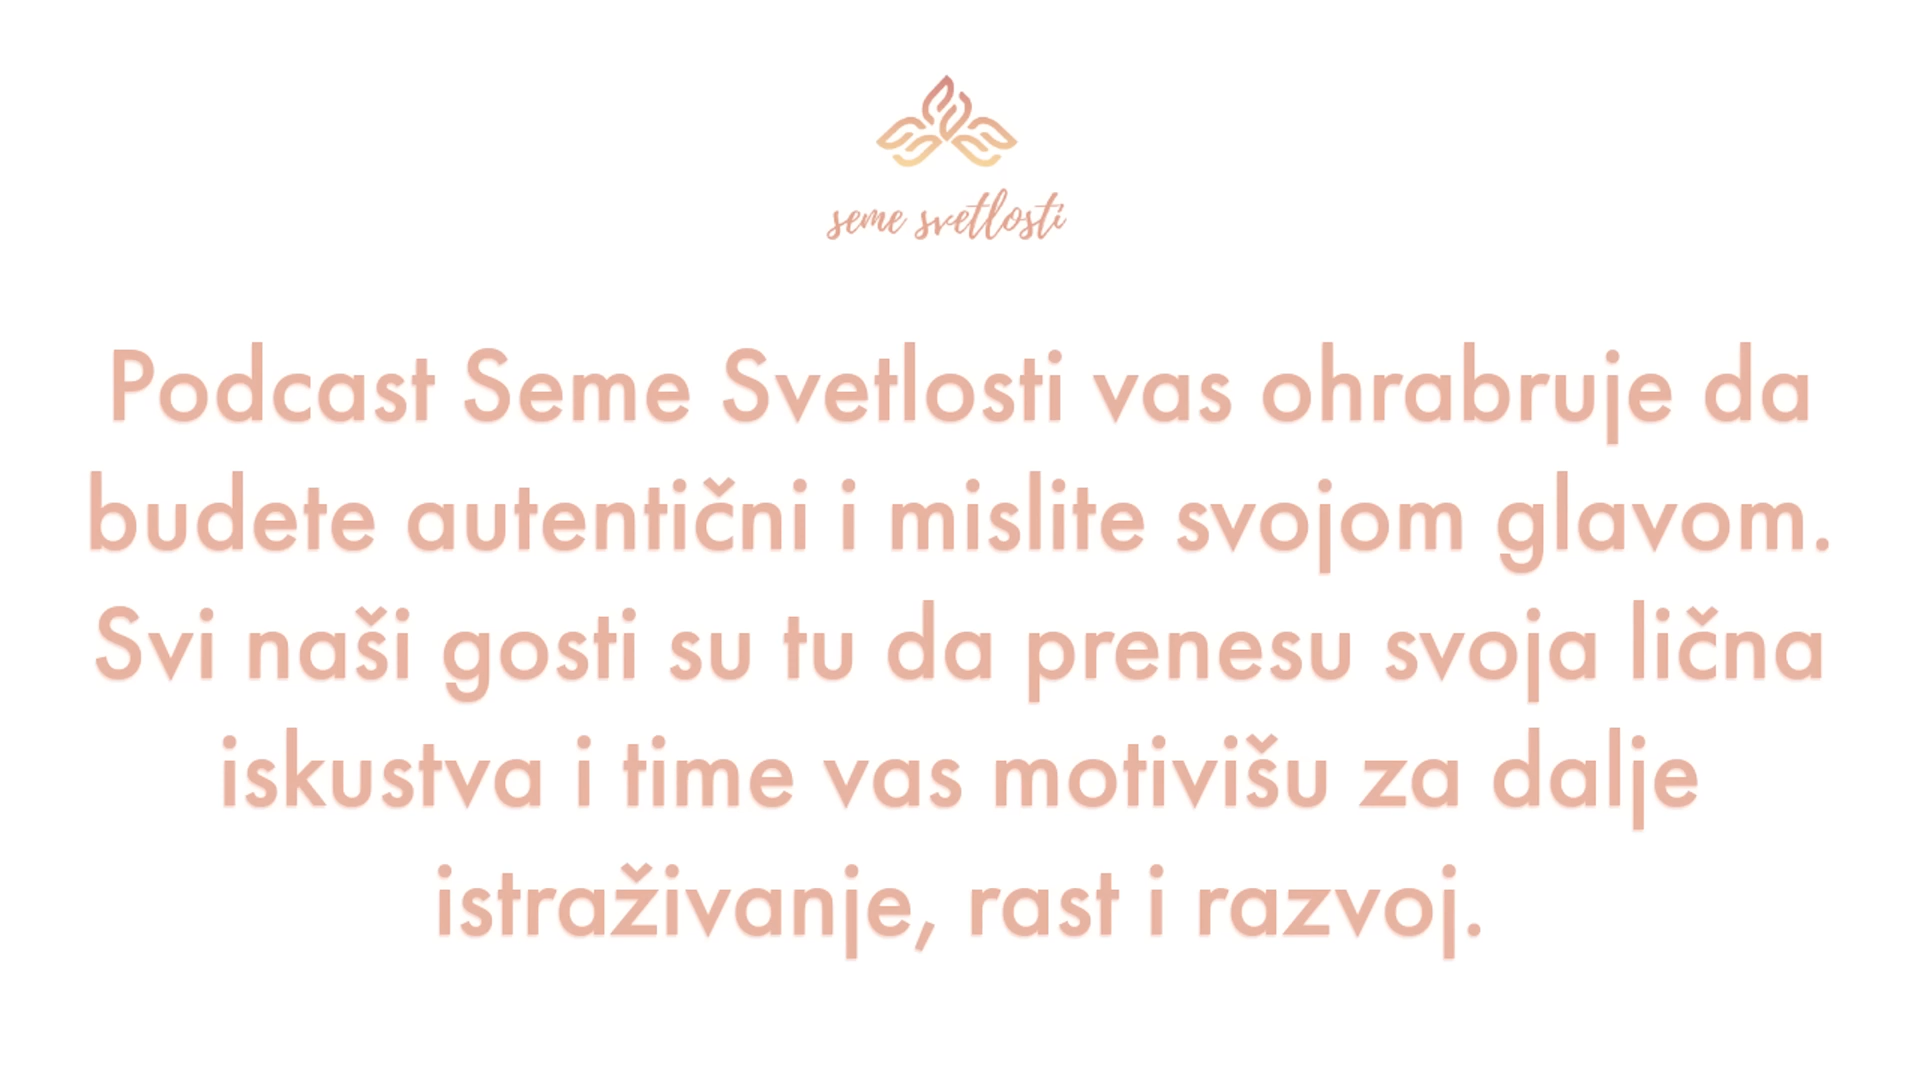 seme svetlosti
Podcast Seme Svetlosti vas ohrabruje da
budete autentični i mislite svojom glavom.
Svi naši gosti su tu da prenesu svoja lična
iskustva i time vas motivišu za dalje
istraživanje, rast i razvoj.